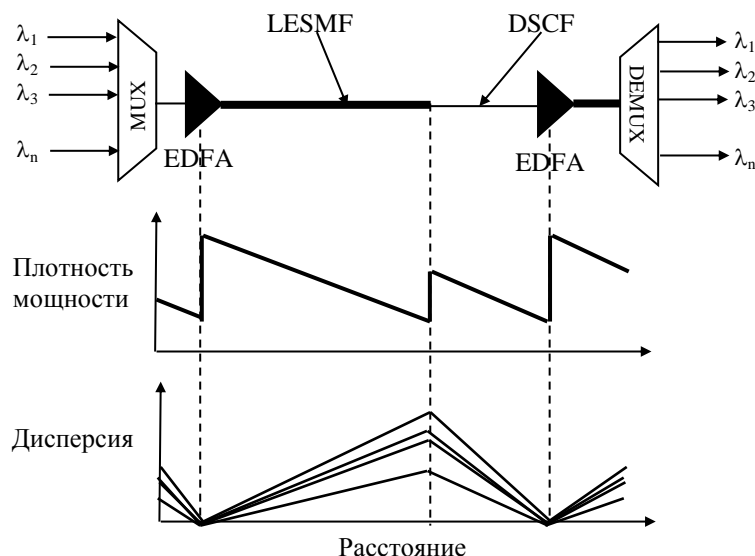 LESMF
DSCF
λ1
λ2
λ3
λn
MUX
EDFA
EDFA
DEMUX
λ1
λ2
λ3
λn
Плотность
мощности
Дисперсия
Расстояние